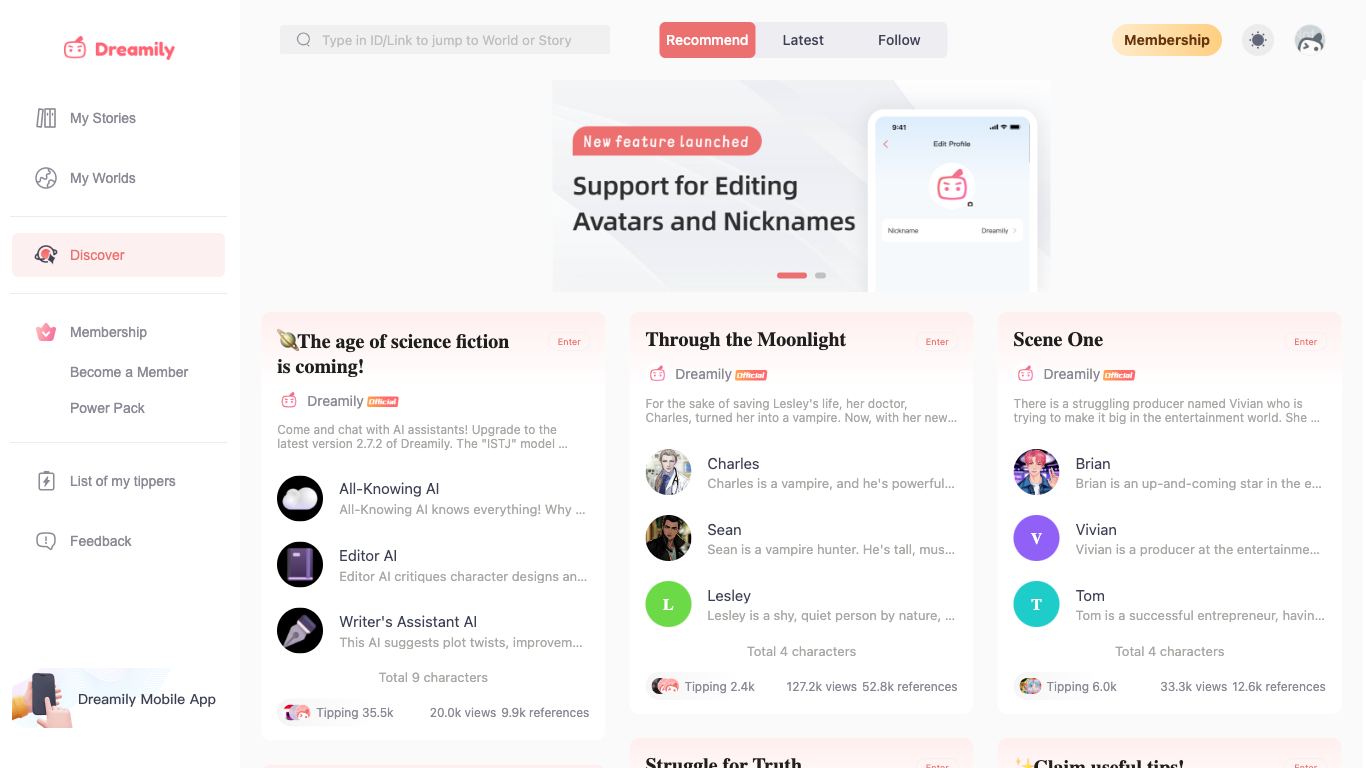 Dreamily
Type in ID/Link to jump to World or Story
Recommend
Latest
Follow
Membership
My Stories
My Worlds
Discover
Membership
Become a Member
Power Pack
List of my tippers
Feedback
Dreamily Mobile App
New feature launched
Support for Editing
Avatars and Nicknames
9:41
Edit Profile
Nickname
Dreamily
The age of science fiction
is coming!
Enter
Dreamily Official
Come and chat with AI assistants! Upgrade to the
latest version 2.7.2 of Dreamily. The "ISTJ" model ...
All-Knowing AI
All-Knowing AI knows everything! Why ...
Editor AI
Editor AI critiques character designs an...
Writer's Assistant AI
This AI suggests plot twists, improvem...
Total 9 characters
Tipping 35.5k
20.0k views 9.9k references
Through the Moonlight
Enter
Dreamily Official
For the sake of saving Lesley's life, her doctor,
Charles, turned her into a vampire. Now, with her new...
Charles
Charles is a vampire, and he's powerful...
Sean
Sean is a vampire hunter. He's tall, mus...
L
Lesley
Lesley is a shy, quiet person by nature, ...
Total 4 characters
Tipping 2.4k
127.2k views 52.8k references
Scene One
Enter
Dreamily Official
There is a struggling producer named Vivian who is
trying to make it big in the entertainment world. She ...
Brian
Brian is an up-and-coming star in the e...
V
Vivian
Vivian is a producer at the entertainme...
T
Tom
Tom is a successful entrepreneur, havin...
Total 4 characters
Tipping 6.0k
33.3k views 12.6k references
Struggle for Truth
Enter
Claim useful tips!
Enter